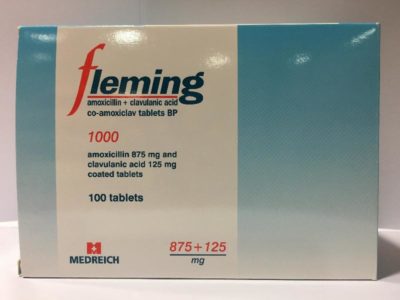 fleming
amoxicillin + clavulanic acid
co-amoxiclav tablets BP
1000
amoxicillin 875 mg and
clavulanic acid 125 mg
coated tablets
100 tablets
MEDREICH
875+125
mg